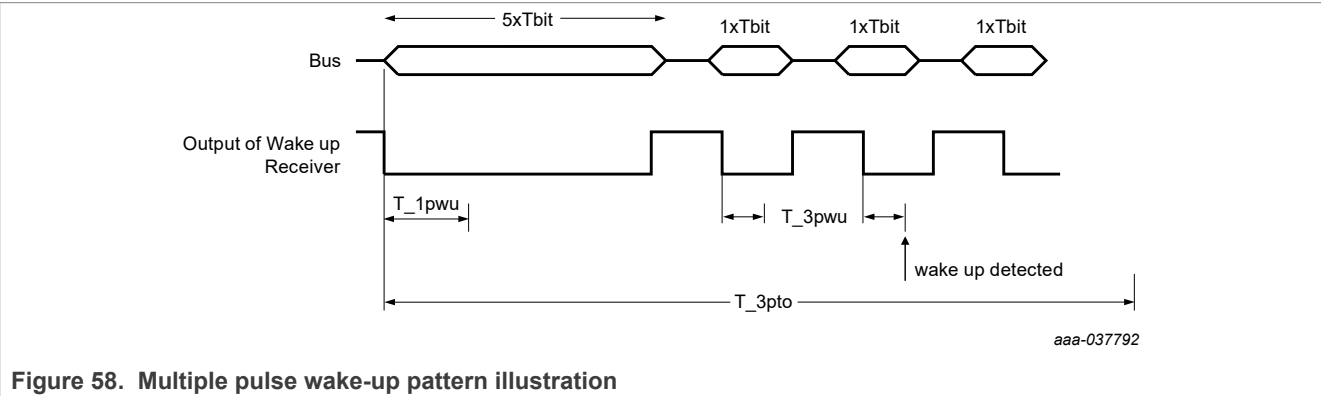 5xTbit
1xTbit
1xTbit
1xTbit
Bus
Output of Wake up
Receiver
T_1pwu
T_3pwu
wake up detected
T_3pto
aaa-037792
Figure 58. Multiple pulse wake-up pattern illustration